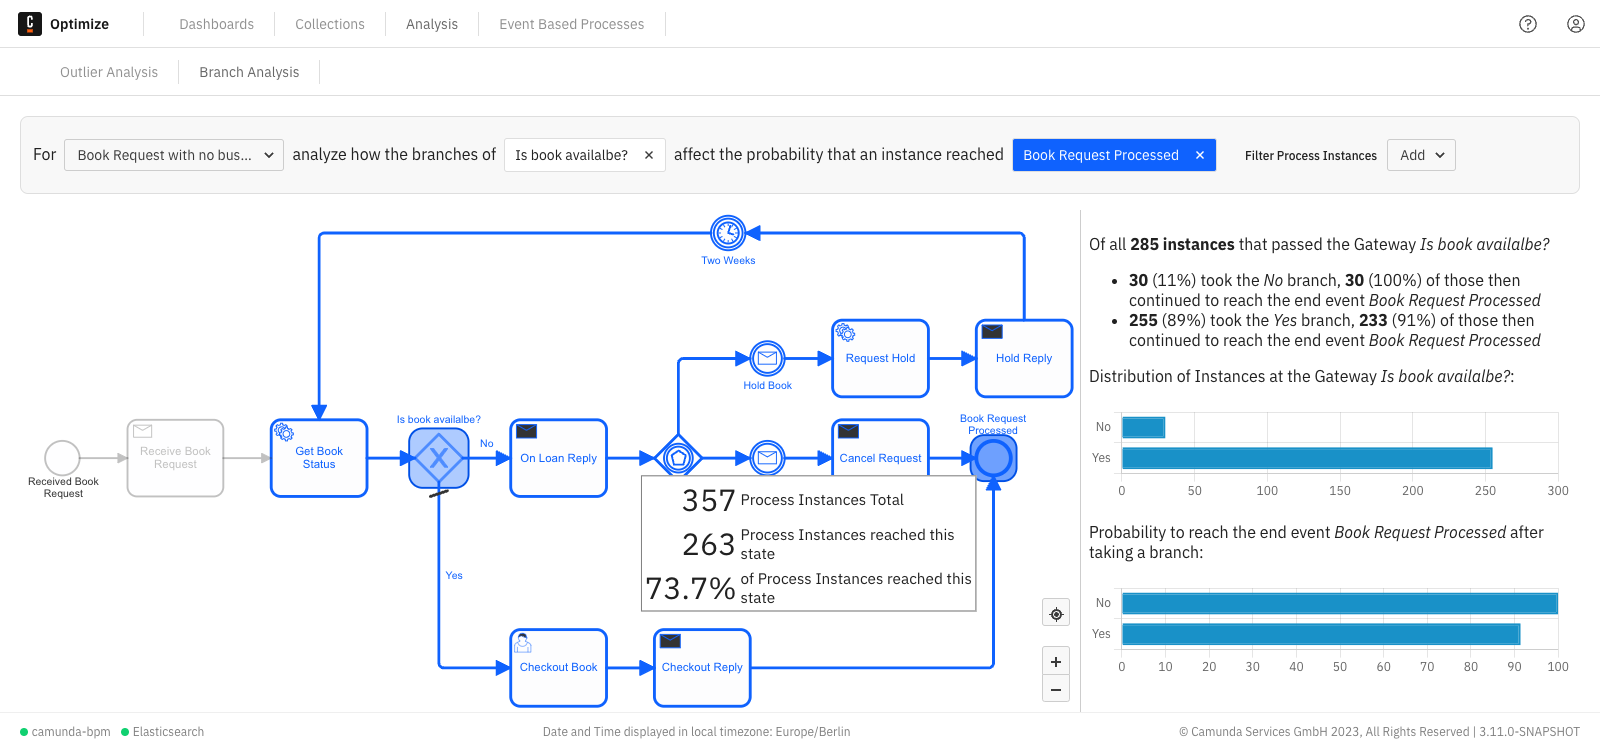 Optimize
Dashboards
Collections
Analysis
Event Based Processes
Outlier Analysis
Branch Analysis
For Book Request with no bus... analyze how the branches of Is book availalbe? × affect the probability that an instance reached Book Request Processed × Filter Process Instances Add
Two Weeks
Hold Book
Request Hold
Hold Reply
Received Book
Request
Receive Book
Request
Get Book
Status
Is book availalbe?
X
No
On Loan Reply
Cancel Request
Book Request
Processed
357 Process Instances Total
263 Process Instances reached this
state
73.7% of Process Instances reached this
state
Yes
Checkout Book
Checkout Reply
+
−
Of all 285 instances that passed the Gateway Is book availalbe?
• 30 (11%) took the No branch, 30 (100%) of those then
continued to reach the end event Book Request Processed
• 255 (89%) took the Yes branch, 233 (91%) of those then
continued to reach the end event Book Request Processed
Distribution of Instances at the Gateway Is book availalbe?:
No
Yes
0 50 100 150 200 250 300
Probability to reach the end event Book Request Processed after
taking a branch:
No
Yes
0 10 20 30 40 50 60 70 80 90 100
camunda-bpm Elasticsearch
Date and Time displayed in local timezone: Europe/Berlin
© Camunda Services GmbH 2023, All Rights Reserved | 3.11.0-SNAPSHOT